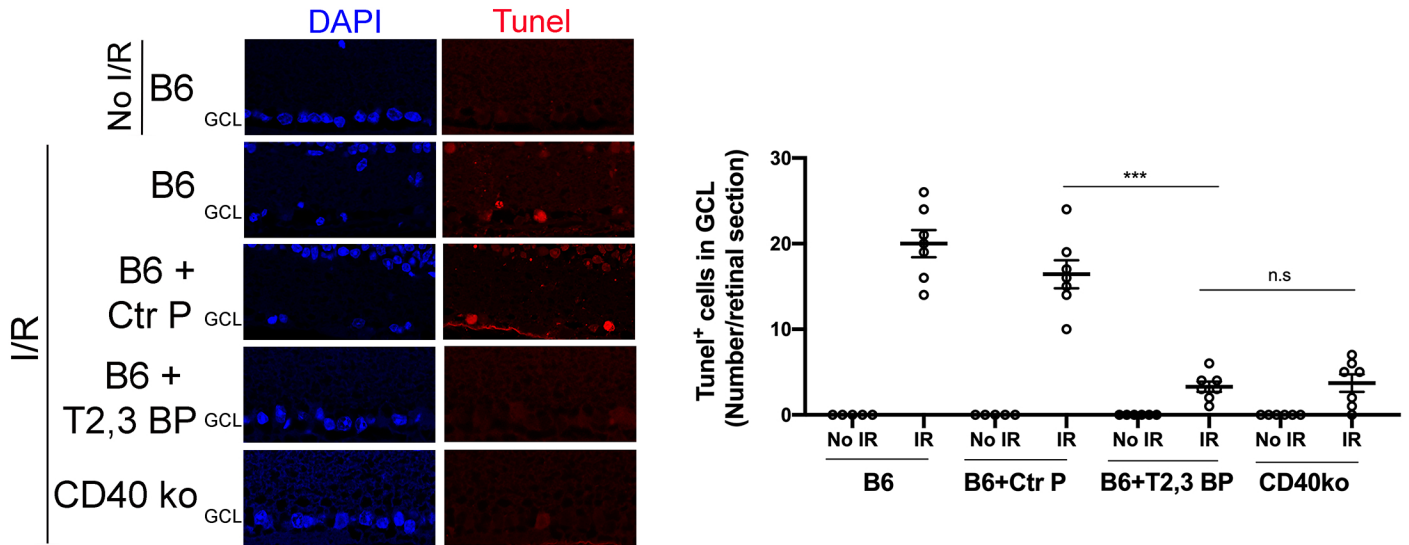 DAPI Tunel
No I/R
B6
GCL
I/R
B6
GCL
B6 +
Ctr P
GCL
B6 +
T2,3 BP
GCL
CD40 ko
GCL
Tunel+ cells in GCL
(Number/retinal section)
30
20
10
0
***
n.s
No IR IR No IR IR No IR IR No IR IR
B6 B6+Ctr P B6+T2,3 BP CD40ko